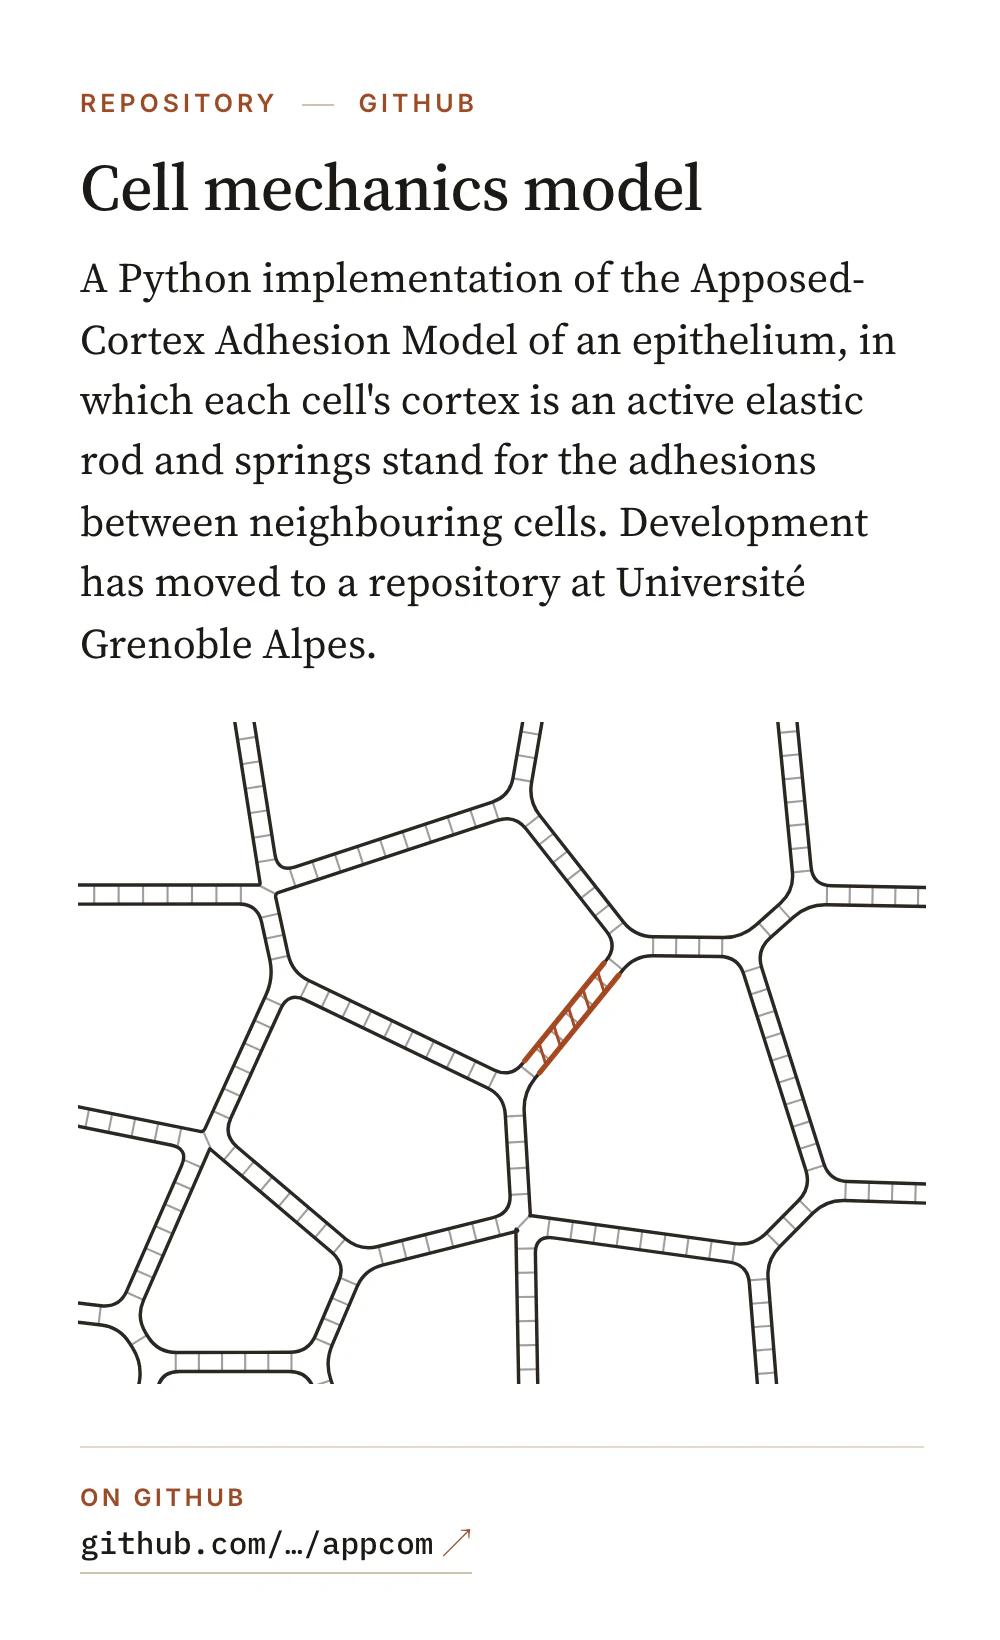 REPOSITORY — GITHUB
Cell mechanics model
A Python implementation of the Apposed-
Cortex Adhesion Model of an epithelium, in
which each cell's cortex is an active elastic
rod and springs stand for the adhesions
between neighbouring cells. Development
has moved to a repository at Université
Grenoble Alpes.
ON GITHUB
github.com/…/appcom ↗